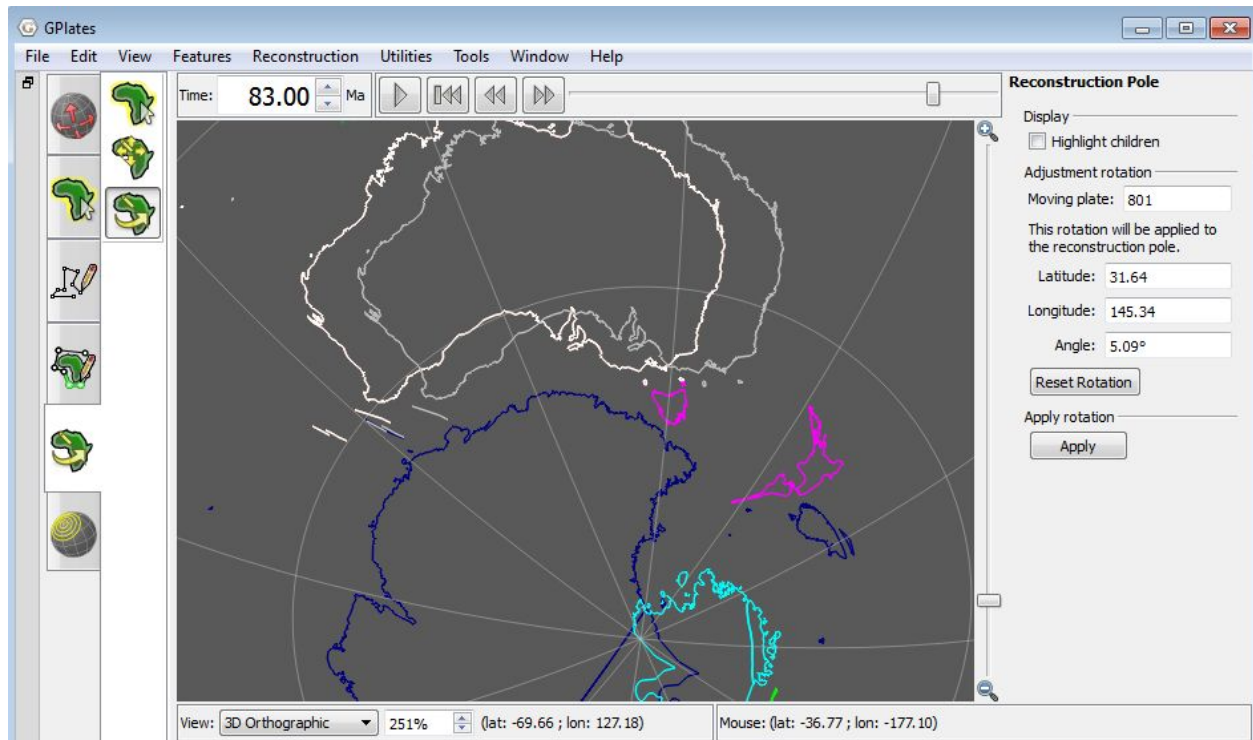 GPlates
File Edit View Features Reconstruction Utilities Tools Window Help
Time: 83.00 Ma
Reconstruction Pole
Display
Highlight children
Adjustment rotation
Moving plate: 801
This rotation will be applied to
the reconstruction pole.
Latitude: 31.64
Longitude: 145.34
Angle: 5.09°
Reset Rotation
Apply rotation
Apply
View: 3D Orthographic 251% (lat: -69.66 ; lon: 127.18) Mouse: (lat: -36.77 ; lon: -177.10)